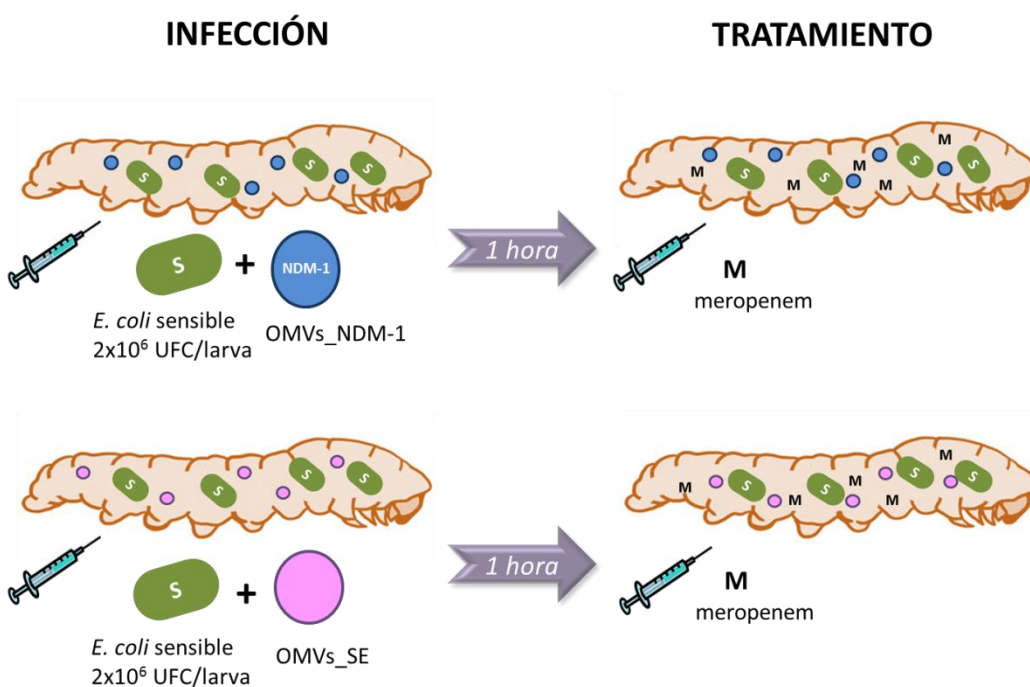 INFECCIÓN
TRATAMIENTO
S S S S
M M M M M S S S S
S + NDM-1
1 hora
M
meropenem
E. coli sensible
2x10⁶ UFC/larva
OMVs_NDM-1
S S S S
M M M M M S S S S
S +
1 hora
M
meropenem
E. coli sensible
2x10⁶ UFC/larva
OMVs_SE